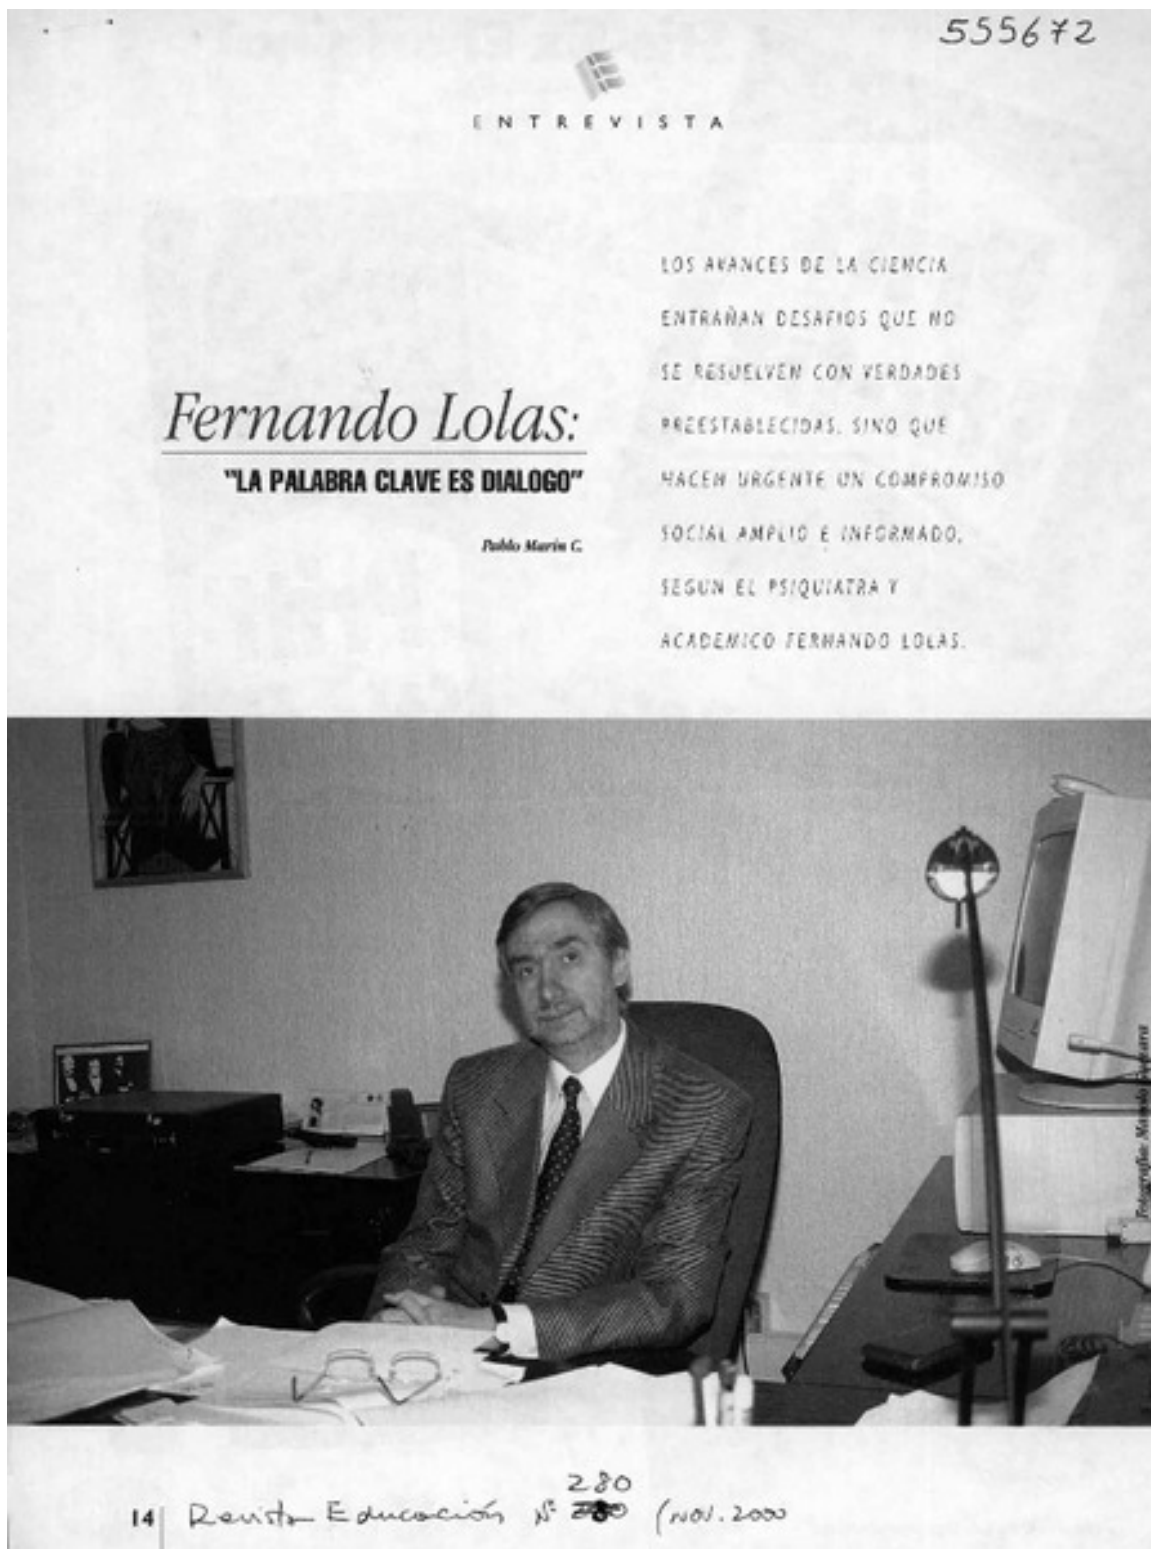 555672
ENTREVISTA
LOS AVANCES DE LA CIENCIA
ENTRAÑAN DESAFIOS QUE NO
SE RESUELVEN CON VERDADES
PREESTABLECIDAS, SINO QUE
HACEN URGENTE UN COMPROMISO
SOCIAL AMPLIO E INFORMADO,
SEGUN EL PSIQUIATRA Y
ACADEMICO FERNANDO LOLAS.
Fernando Lolas:
"LA PALABRA CLAVE ES DIALOGO"
Pablo Marín C.
Fotografía:
14 Revista Educación Nº 280 (nov. 2000